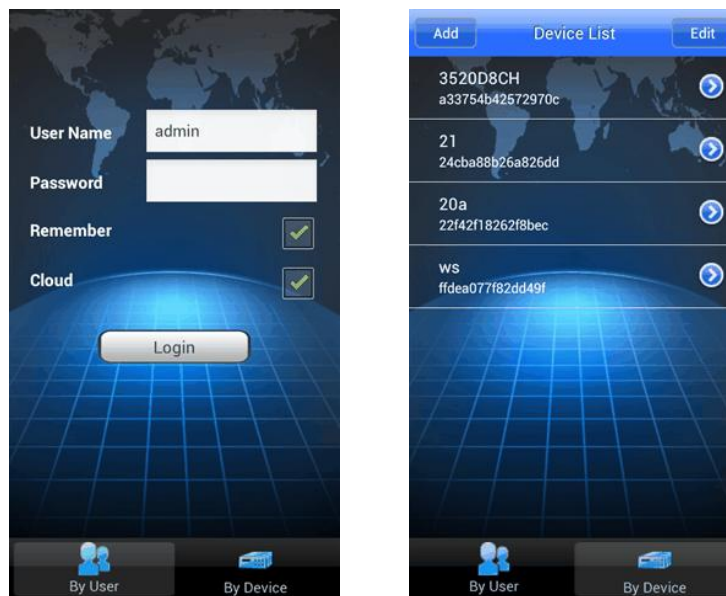 User Name
admin
Password
Remember
Cloud
Login
By User
By Device
Add
Device List
Edit
3520D8CH
a33754b42572970c
21
24cba88b26a826dd
20a
22f42f18262f8bec
ws
ffdea077f82dd49f
By User
By Device